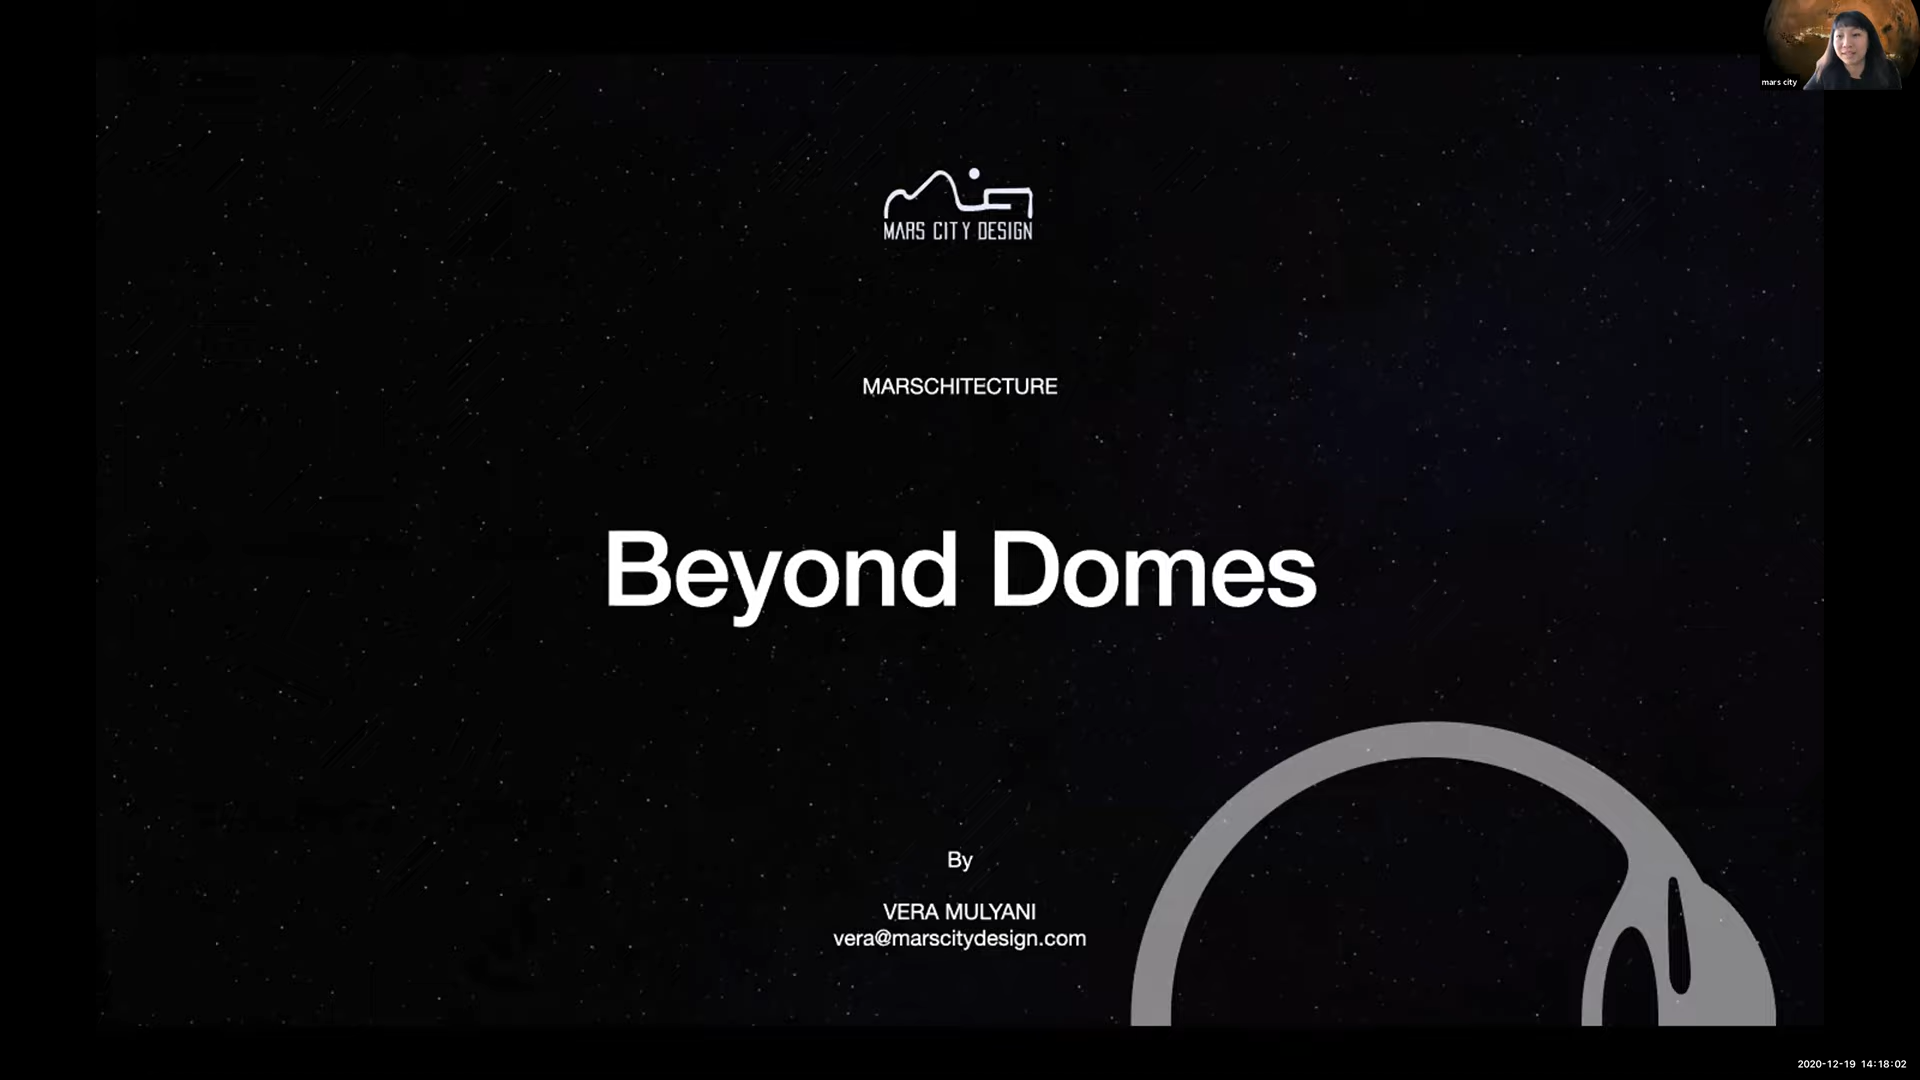 mars city
MARS CITY DESIGN
MARSCHITECTURE
Beyond Domes
By
VERA MULYANI
vera@marscitydesign.com
2020-12-19 14:18:02